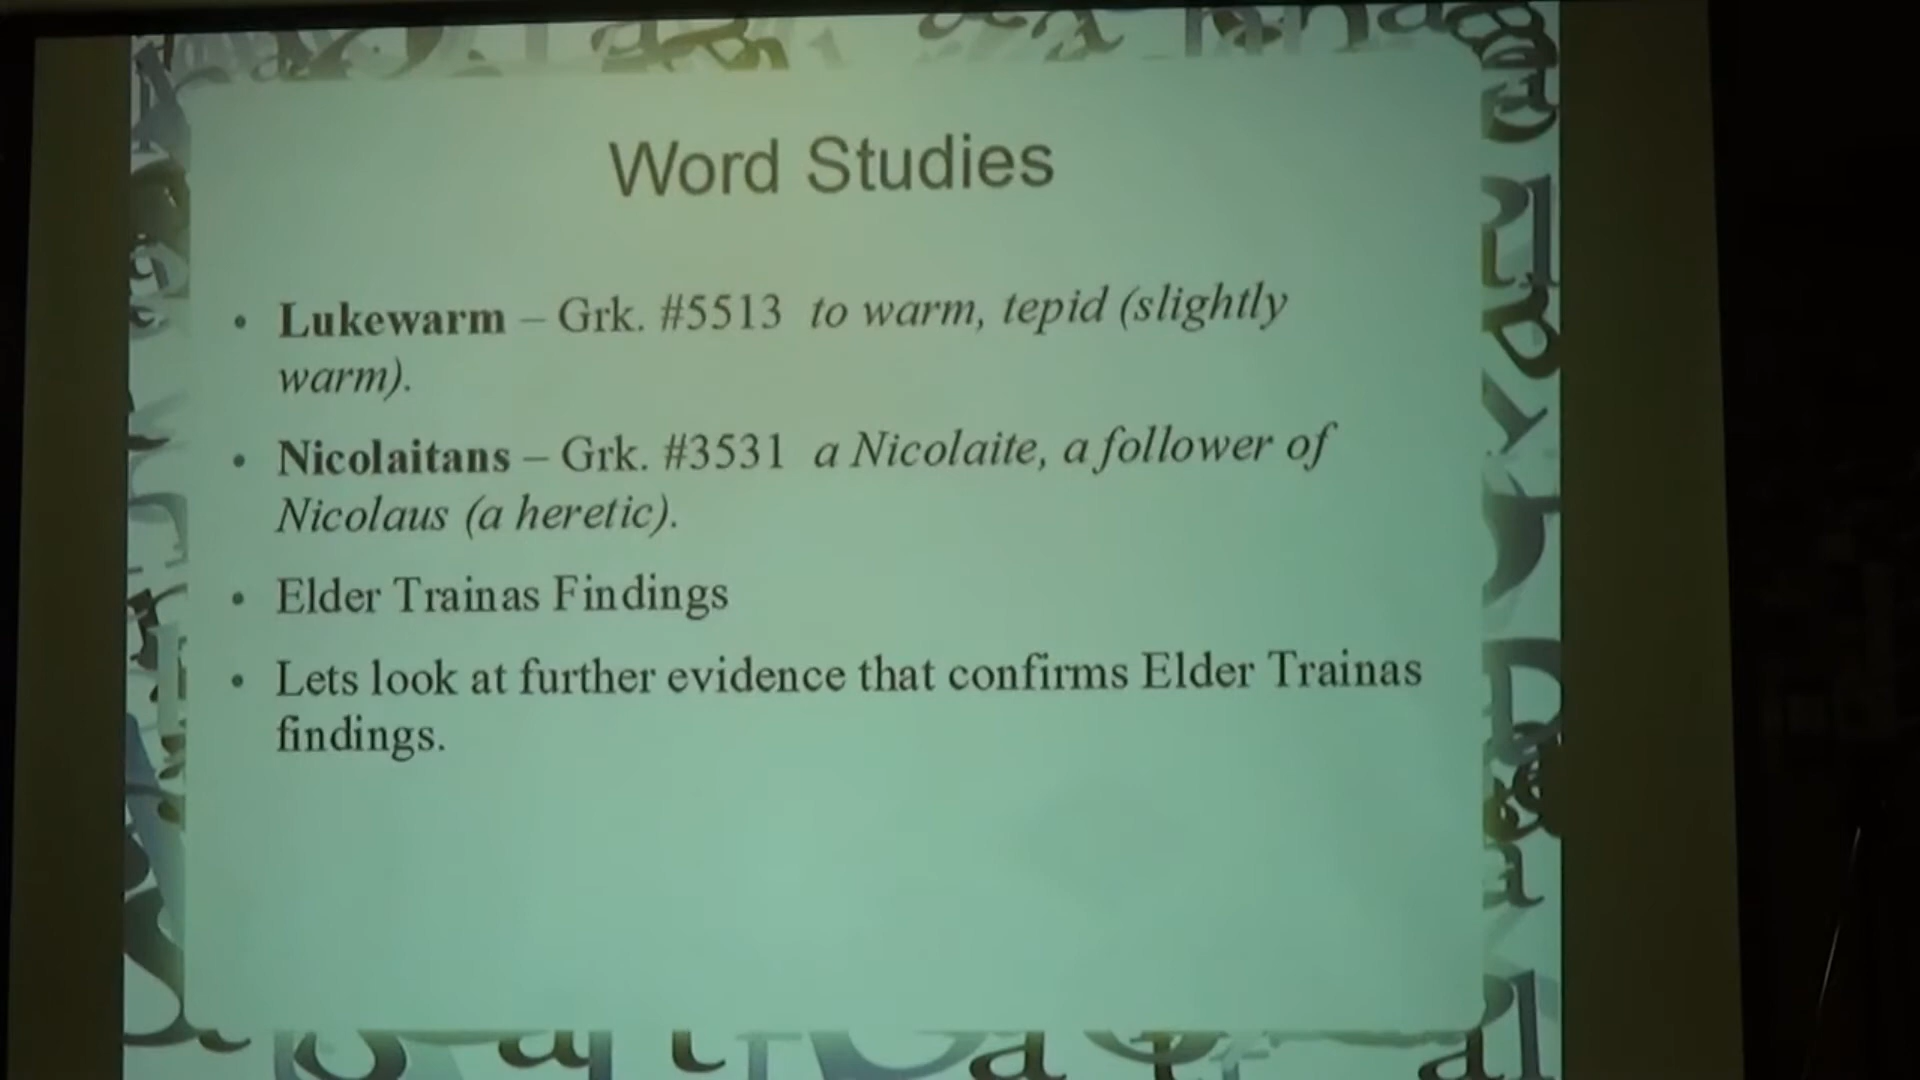 Word Studies
• Lukewarm – Grk. #5513 to warm, tepid (slightly
warm).
• Nicolaitans – Grk. #3531 a Nicolaite, a follower of
Nicolaus (a heretic).
• Elder Trainas Findings
• Lets look at further evidence that confirms Elder Trainas
findings.